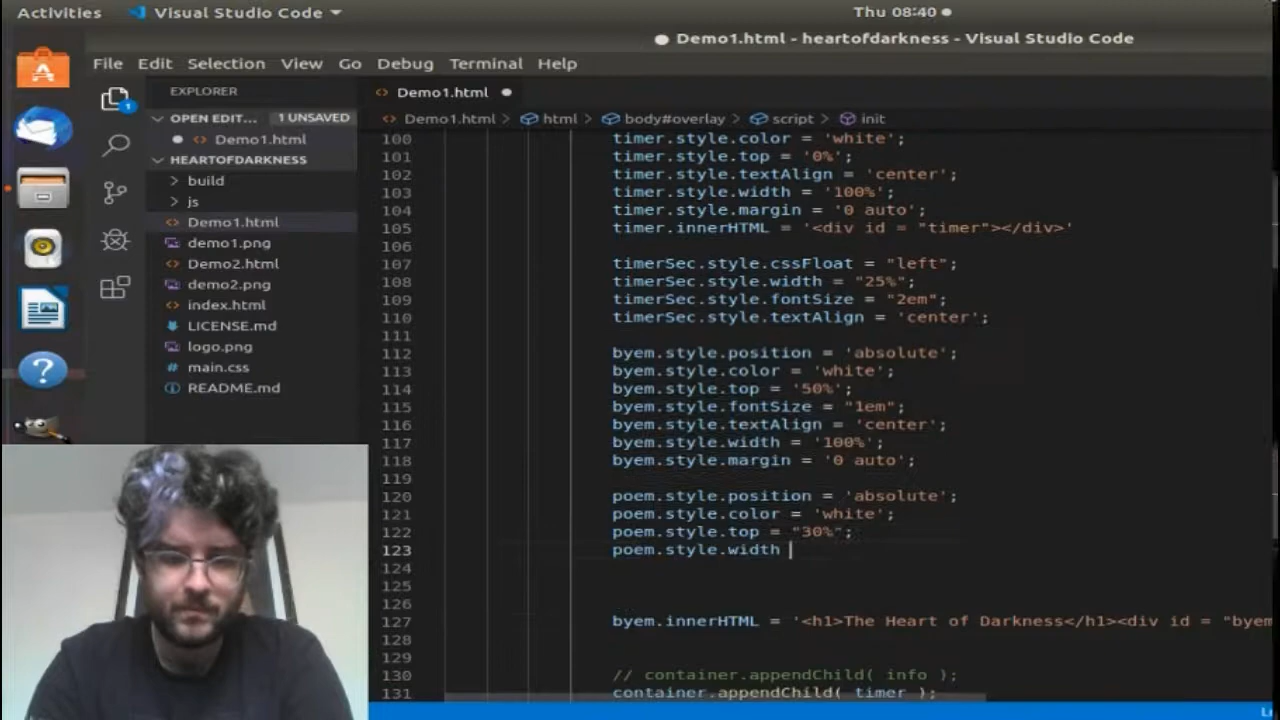 Activities
Visual Studio Code
Thu 08:40
Demo1.html - heartofdarkness - Visual Studio Code
File Edit Selection View Go Debug Terminal Help
EXPLORER
OPEN EDIT... 1 UNSAVED
Demo1.html
HEARTOFDARKNESS
build
js
Demo1.html
demo1.png
Demo2.html
demo2.png
index.html
LICENSE.md
logo.png
main.css
README.md
1
Demo1.html
Demo1.html > html > body#overlay > script > init
100 timer.style.color = 'white';
101 timer.style.top = '0%';
102 timer.style.textAlign = 'center';
103 timer.style.width = '100%';
104 timer.style.margin = '0 auto';
105 timer.innerHTML = '<div id = "timer"></div>'
106
107 timerSec.style.cssFloat = "left";
108 timerSec.style.width = "25%";
109 timerSec.style.fontSize = "2em";
110 timerSec.style.textAlign = 'center';
111
112 byem.style.position = 'absolute';
113 byem.style.color = 'white';
114 byem.style.top = '50%';
115 byem.style.fontSize = "1em";
116 byem.style.textAlign = 'center';
117 byem.style.width = '100%';
118 byem.style.margin = '0 auto';
119
120 poem.style.position = 'absolute';
121 poem.style.color = 'white';
122 poem.style.top = "30%";
123 poem.style.width
124
125
126
127 byem.innerHTML = '<h1>The Heart of Darkness</h1><div id = "byem
128
129
130 // container.appendChild( info );
131 container.appendChild( timer );